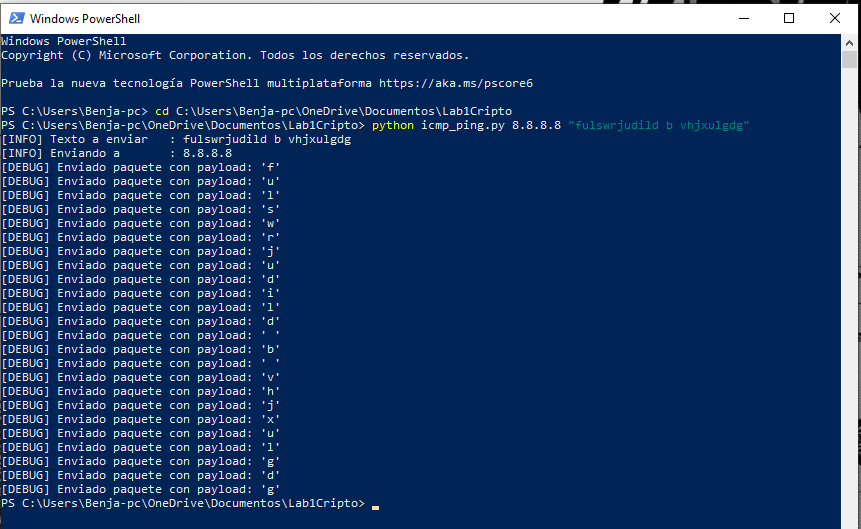 Windows PowerShell
Windows PowerShell
Copyright (C) Microsoft Corporation. Todos los derechos reservados.
Prueba la nueva tecnología PowerShell multiplataforma https://aka.ms/pscore6
PS C:\Users\Benja-pc> cd C:\Users\Benja-pc\OneDrive\Documentos\Lab1Cripto
PS C:\Users\Benja-pc\OneDrive\Documentos\Lab1Cripto> python icmp_ping.py 8.8.8.8 "fulswrjudild b vhjxulgdg"
[INFO] Texto a enviar   : fulswrjudild b vhjxulgdg
[INFO] Enviando a       : 8.8.8.8
[DEBUG] Enviado paquete con payload: 'f'
[DEBUG] Enviado paquete con payload: 'u'
[DEBUG] Enviado paquete con payload: 'l'
[DEBUG] Enviado paquete con payload: 's'
[DEBUG] Enviado paquete con payload: 'w'
[DEBUG] Enviado paquete con payload: 'r'
[DEBUG] Enviado paquete con payload: 'j'
[DEBUG] Enviado paquete con payload: 'u'
[DEBUG] Enviado paquete con payload: 'd'
[DEBUG] Enviado paquete con payload: 'i'
[DEBUG] Enviado paquete con payload: 'l'
[DEBUG] Enviado paquete con payload: 'd'
[DEBUG] Enviado paquete con payload: ' '
[DEBUG] Enviado paquete con payload: 'b'
[DEBUG] Enviado paquete con payload: ' '
[DEBUG] Enviado paquete con payload: 'v'
[DEBUG] Enviado paquete con payload: 'h'
[DEBUG] Enviado paquete con payload: 'j'
[DEBUG] Enviado paquete con payload: 'x'
[DEBUG] Enviado paquete con payload: 'u'
[DEBUG] Enviado paquete con payload: 'l'
[DEBUG] Enviado paquete con payload: 'g'
[DEBUG] Enviado paquete con payload: 'd'
[DEBUG] Enviado paquete con payload: 'g'
PS C:\Users\Benja-pc\OneDrive\Documentos\Lab1Cripto>